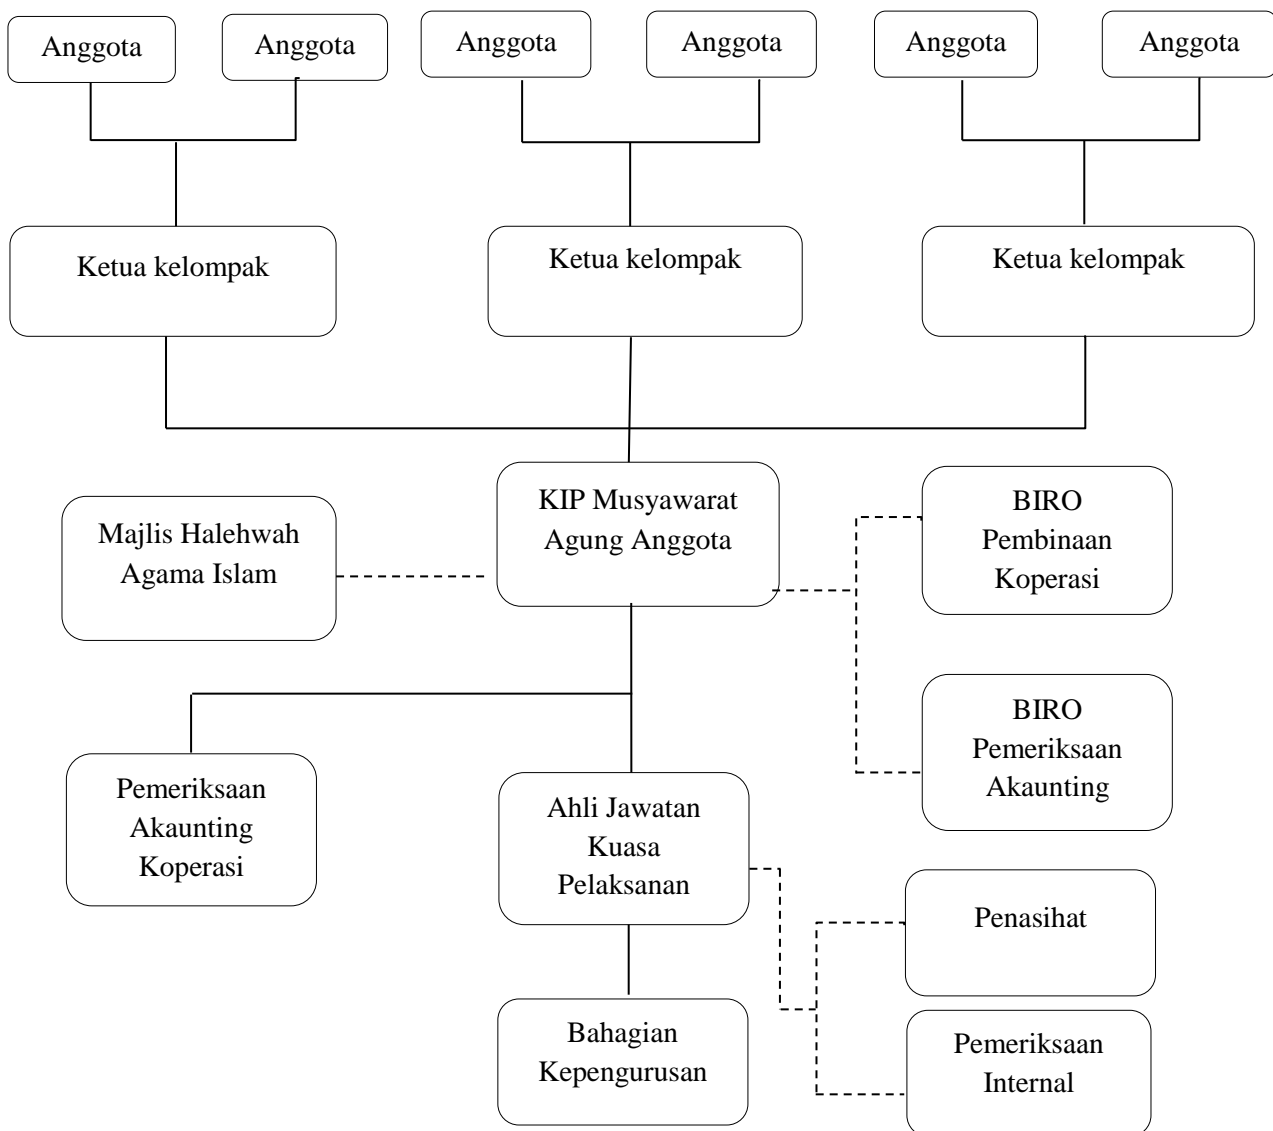 Anggota
Anggota
Anggota
Anggota
Anggota
Anggota
Ketua kelompak
Ketua kelompak
Ketua kelompak
Majlis Halehwah
Agama Islam
KIP Musyawarat
Agung Anggota
BIRO
Pembinaan
Koperasi
BIRO
Pemeriksaan
Akaunting
Pemeriksaan
Akaunting
Koperasi
Ahli Jawatan
Kuasa
Pelaksanan
Penasihat
Bahagian
Kepengurusan
Pemeriksaan
Internal